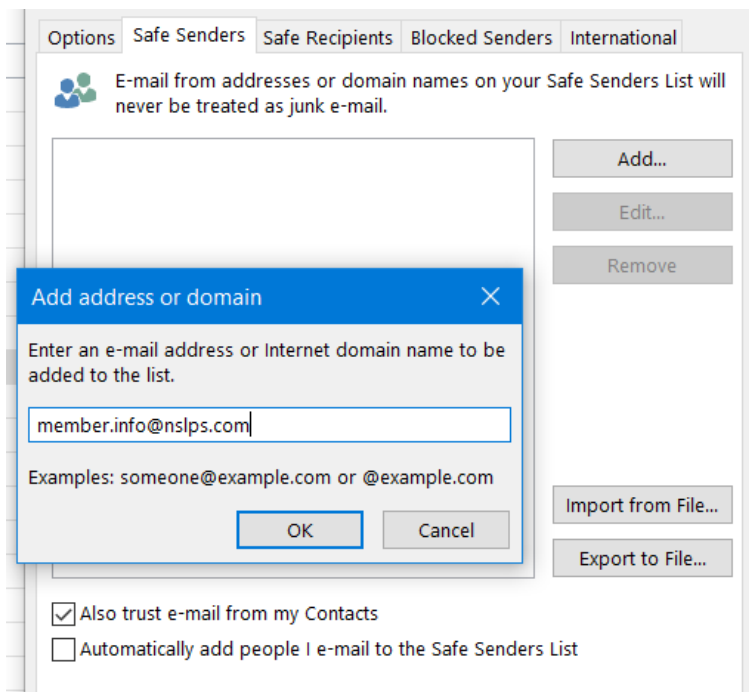 Options Safe Senders Safe Recipients Blocked Senders International
E-mail from addresses or domain names on your Safe Senders List will
never be treated as junk e-mail.
Add...
Edit...
Remove
Add address or domain
Enter an e-mail address or Internet domain name to be
added to the list.
member.info@nslps.com
Examples: someone@example.com or @example.com
OK Cancel
Import from File...
Export to File...
Also trust e-mail from my Contacts
Automatically add people I e-mail to the Safe Senders List